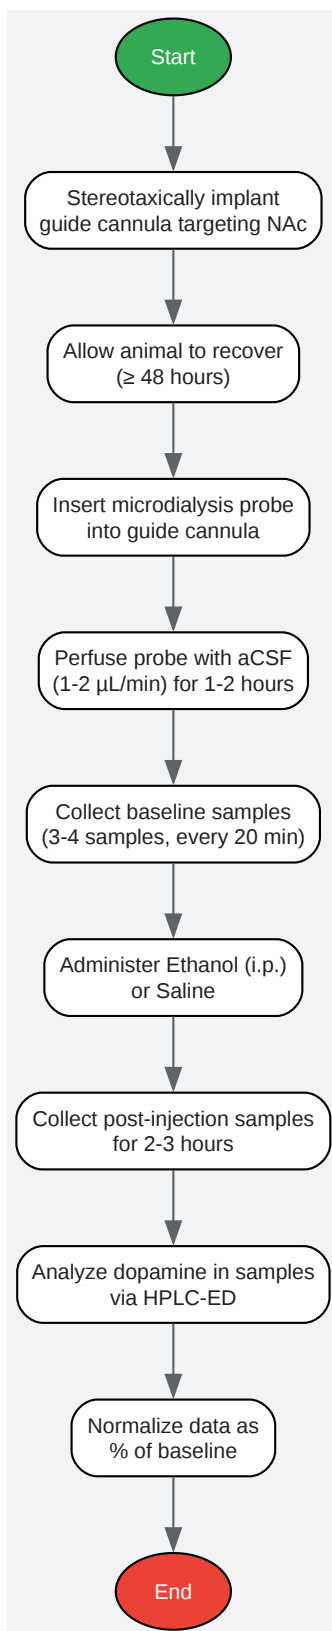 Start
Stereotaxically implant
guide cannula targeting NAc
Allow animal to recover
(≥ 48 hours)
Insert microdialysis probe
into guide cannula
Perfuse probe with aCSF
(1-2 µL/min) for 1-2 hours
Collect baseline samples
(3-4 samples, every 20 min)
Administer Ethanol (i.p.)
or Saline
Collect post-injection samples
for 2-3 hours
Analyze dopamine in samples
via HPLC-ED
Normalize data as
% of baseline
End